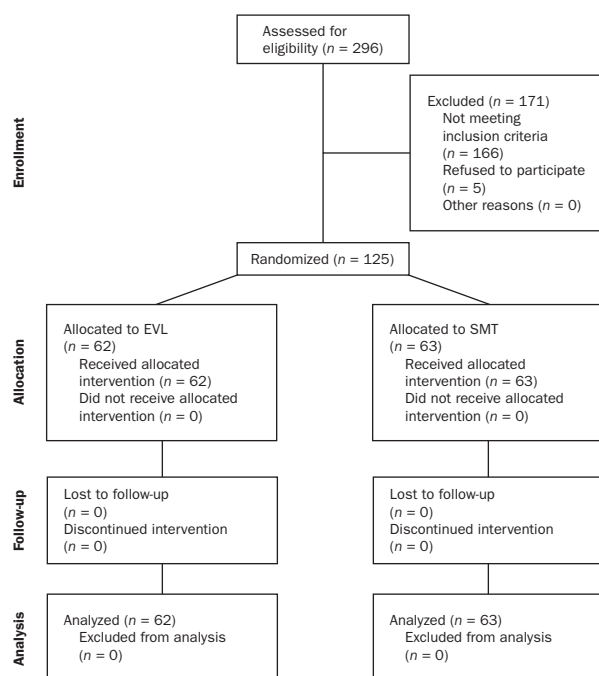 Assessed for
eligibility (n = 296)
Enrollment
Excluded (n = 171)
Not meeting
inclusion criteria
(n = 166)
Refused to participate
(n = 5)
Other reasons (n = 0)
Randomized (n = 125)
Allocation
Allocated to EVL
(n = 62)
Received allocated
intervention (n = 62)
Did not receive allocated
intervention (n = 0)
Allocated to SMT
(n = 63)
Received allocated
intervention (n = 63)
Did not receive allocated
intervention (n = 0)
Follow-up
Lost to follow-up
(n = 0)
Discontinued intervention
(n = 0)
Lost to follow-up
(n = 0)
Discontinued intervention
(n = 0)
Analysis
Analyzed (n = 62)
Excluded from analysis
(n = 0)
Analyzed (n = 63)
Excluded from analysis
(n = 0)